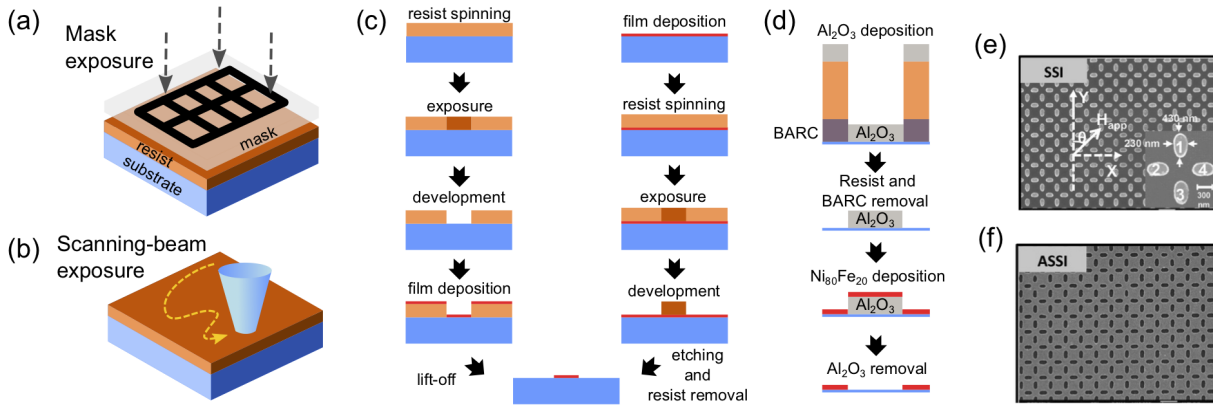 (a)
Mask
exposure
mask
resist
substrate
(b)
Scanning-beam
exposure
(c)
resist spinning
exposure
development
film deposition
lift-off
film deposition
resist spinning
exposure
development
etching
and
resist removal
(d)
Al₂O₃ deposition
BARC
Al₂O₃
Resist and
BARC removal
Al₂O₃
Ni₈₀Fe₂₀ deposition
Al₂O₃
Al₂O₃ removal
(e)
SSI
Y
H_app
θ
X
430 nm
230 nm
1
2
4
3
300
nm
(f)
ASSI